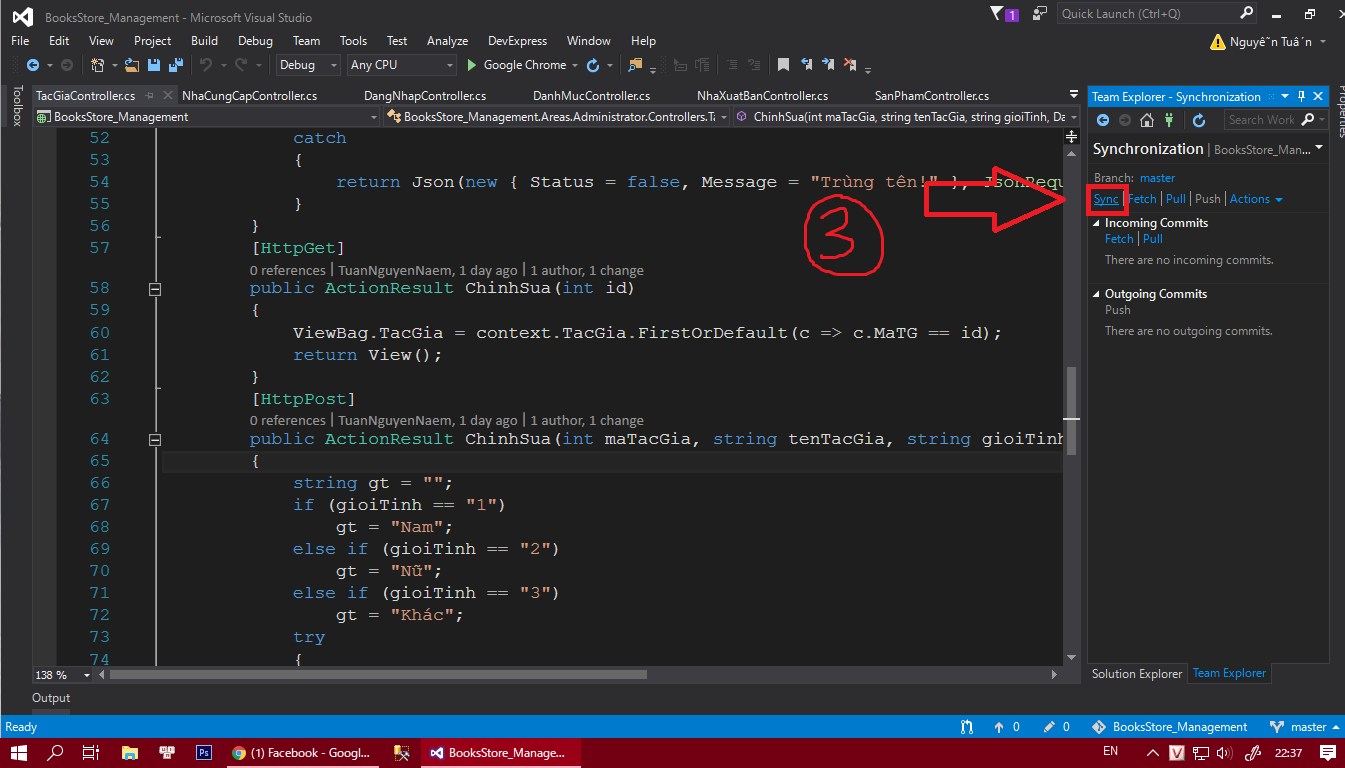 BooksStore_Management - Microsoft Visual Studio
1
Quick Launch (Ctrl+Q)
File Edit View Project Build Debug Team Tools Test Analyze DevExpress Window Help
Nguyễn Tuấn
Debug Any CPU Google Chrome
Toolbox
TacGiaController.cs NhaCungCapController.cs DangNhapController.cs DanhMucController.cs NhaXuatBanController.cs SanPhamController.cs
BooksStore_Management BooksStore_Management.Areas.Administrator.Controllers.Ta ChinhSua(int maTacGia, string tenTacGia, string gioiTinh, Da
52 catch
53 {
54 return Json(new { Status = false, Message = "Trùng tên!" }, JsonRequ
55 }
56 }
57 [HttpGet]
0 references | TuanNguyenNaem, 1 day ago | 1 author, 1 change
58 public ActionResult ChinhSua(int id)
59 {
60 ViewBag.TacGia = context.TacGia.FirstOrDefault(c => c.MaTG == id);
61 return View();
62 }
63 [HttpPost]
0 references | TuanNguyenNaem, 1 day ago | 1 author, 1 change
64 public ActionResult ChinhSua(int maTacGia, string tenTacGia, string gioiTinh
65 {
66 string gt = "";
67 if (gioiTinh == "1")
68 gt = "Nam";
69 else if (gioiTinh == "2")
70 gt = "Nữ";
71 else if (gioiTinh == "3")
72 gt = "Khác";
73 try
74 {
3
138 %
Team Explorer - Synchronization
Search Work
Synchronization | BooksStore_Man...
Branch: master
Sync | Fetch | Pull | Push | Actions
Incoming Commits
Fetch | Pull
There are no incoming commits.
Outgoing Commits
Push
There are no outgoing commits.
Solution Explorer Team Explorer
Properties
Output
Ready 0 0 BooksStore_Management master
Ps (1) Facebook - Googl... BooksStore_Manage... EN V 22:37